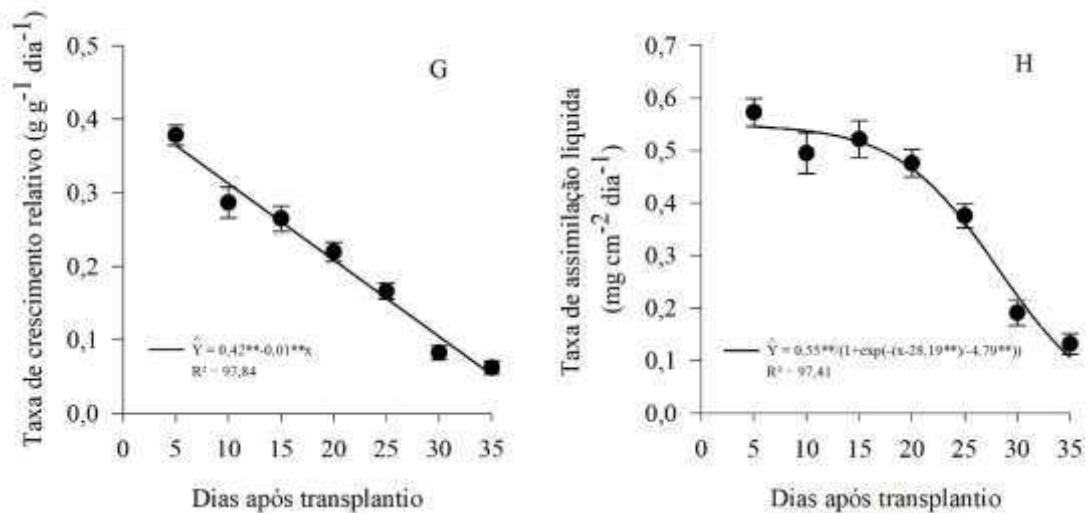 Taxa de crescimento relativo (g g⁻¹ dia⁻¹)
0,5
0,4
0,3
0,2
0,1
0,0
G
Ŷ = 0,42**-0,01**x
R² = 97,84
0 5 10 15 20 25 30 35
Dias após transplantio
Taxa de assimilação liquida
(mg cm⁻² dia⁻¹)
0,7
0,6
0,5
0,4
0,3
0,2
0,1
0,0
H
Ŷ = 0,55**/(1+exp(-(x-28,19**)/-4,79**))
R² = 97,41
0 5 10 15 20 25 30 35
Dias após transplantio